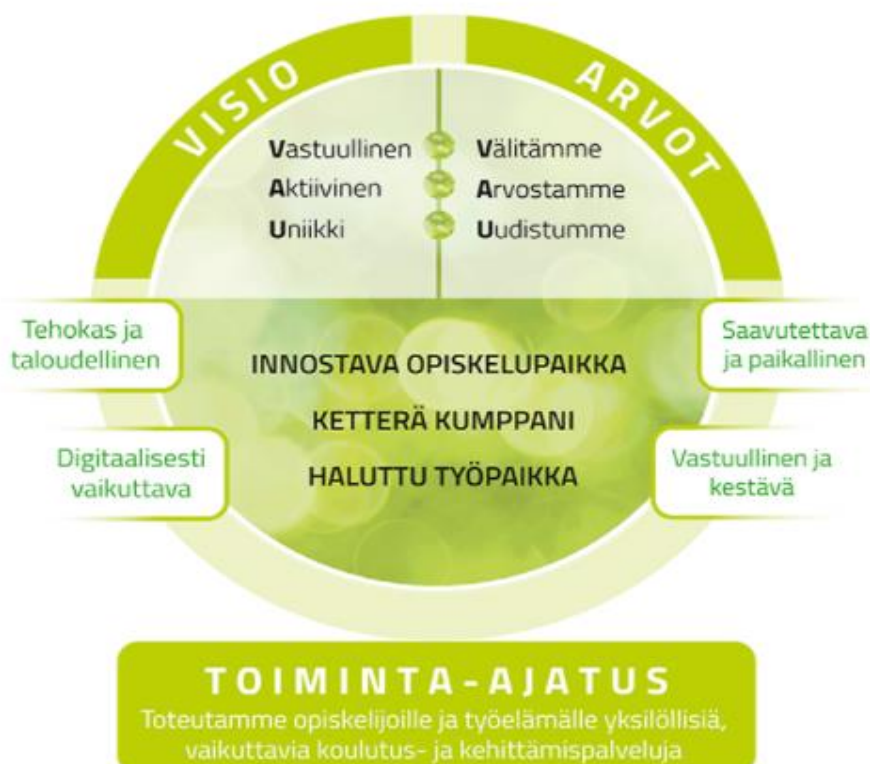 VISIO
ARVOT
Vastuullinen
Aktiivinen
Uniikki
Välitämme
Arvostamme
Uudistumme
Tehokas ja
taloudellinen
Digitaalisesti
vaikuttava
INNOSTAVA OPISKELUPAIKKA
KETTERÄ KUMPPANI
HALUTTU TYÖPAIKKA
Saavutettava
ja paikallinen
Vastuullinen ja
kestävä
TOIMINTA-AJATUS
Toteutamme opiskelijoille ja työelämälle yksilöllisiä,
vaikuttavia koulutus- ja kehittämispalveluja